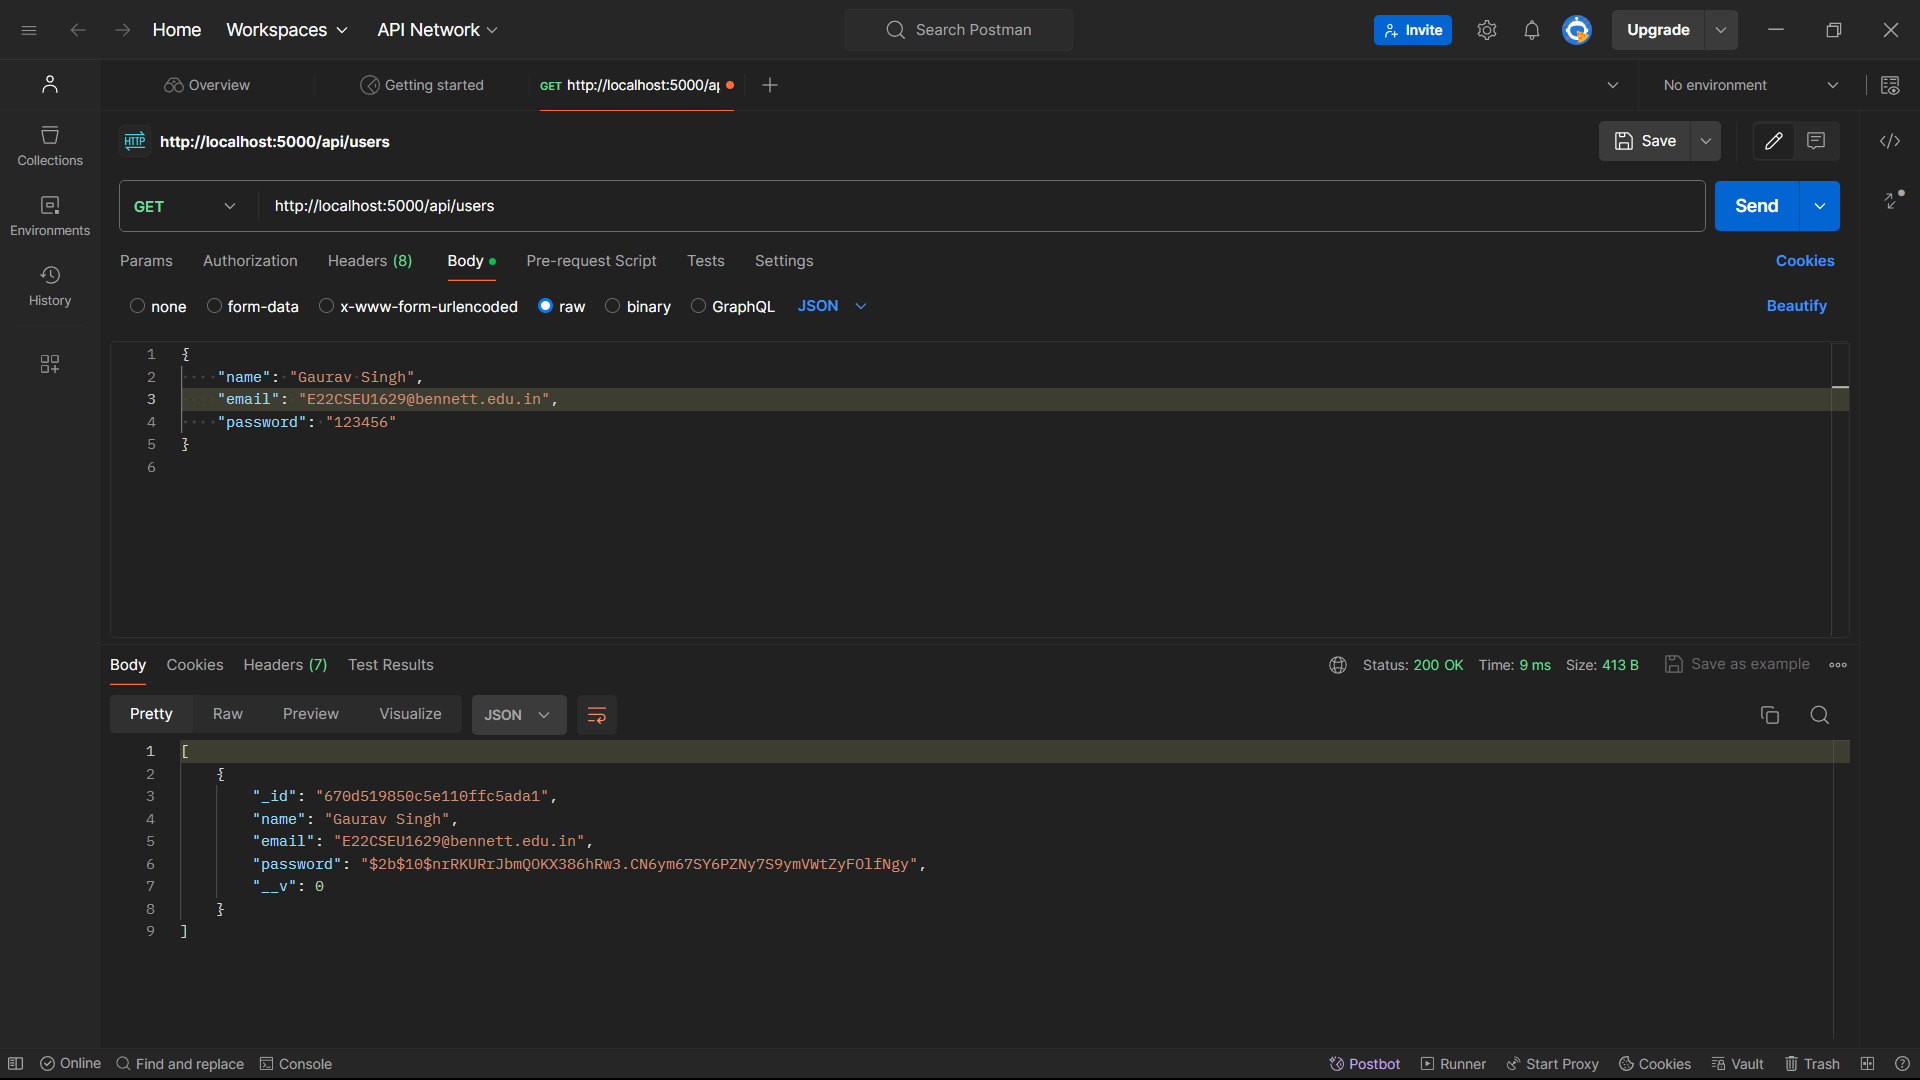 Home Workspaces API Network Search Postman Invite Upgrade
Overview Getting started GET http://localhost:5000/ap No environment
HTTP http://localhost:5000/api/users Save
Collections
Environments
History
GET http://localhost:5000/api/users Send
Params Authorization Headers (8) Body Pre-request Script Tests Settings Cookies
none form-data x-www-form-urlencoded raw binary GraphQL JSON Beautify
1 {
2 "name": "Gaurav Singh",
3 "email": "E22CSEU1629@bennett.edu.in",
4 "password": "123456"
5 }
6
Body Cookies Headers (7) Test Results Status: 200 OK Time: 9 ms Size: 413 B Save as example
Pretty Raw Preview Visualize JSON
1 [
2 {
3 "_id": "670d519850c5e110ffc5ada1",
4 "name": "Gaurav Singh",
5 "email": "E22CSEU1629@bennett.edu.in",
6 "password": "$2b$10$nrRKURrJbmQOKX386hRw3.CN6ym67SY6PZNy7S9ymVWtZyFOlfNgy",
7 "__v": 0
8 }
9 ]
Online Find and replace Console Postbot Runner Start Proxy Cookies Vault Trash